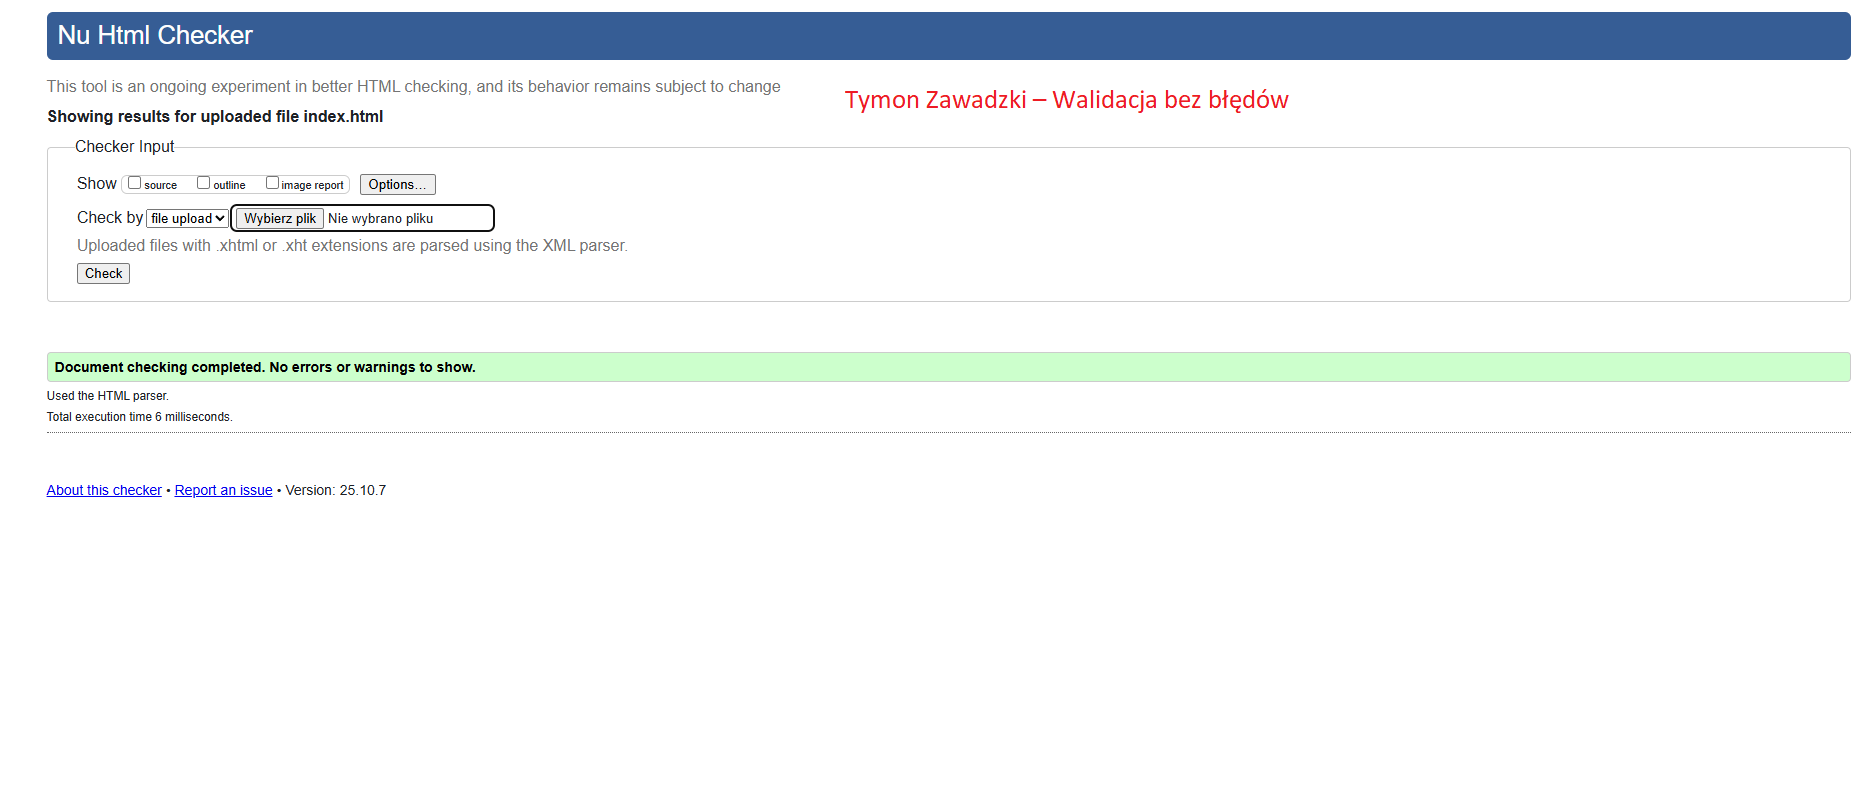 Nu Html Checker
This tool is an ongoing experiment in better HTML checking, and its behavior remains subject to change
Tymon Zawadzki – Walidacja bez błędów
Showing results for uploaded file index.html
Checker Input
Show source outline image report Options...
Check by file upload Wybierz plik Nie wybrano pliku
Uploaded files with .xhtml or .xht extensions are parsed using the XML parser.
Check
Document checking completed. No errors or warnings to show.
Used the HTML parser.
Total execution time 6 milliseconds.
About this checker • Report an issue • Version: 25.10.7